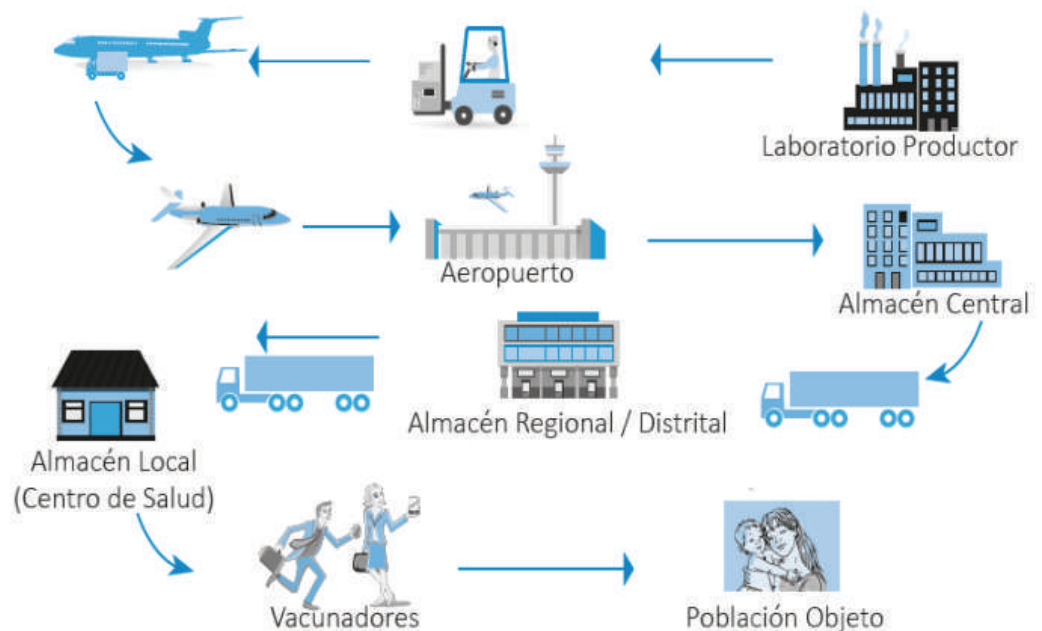 Laboratorio Productor
Aeropuerto
Almacén Central
Almacén Regional / Distrital
Almacén Local
(Centro de Salud)
Vacunadores
Población Objeto